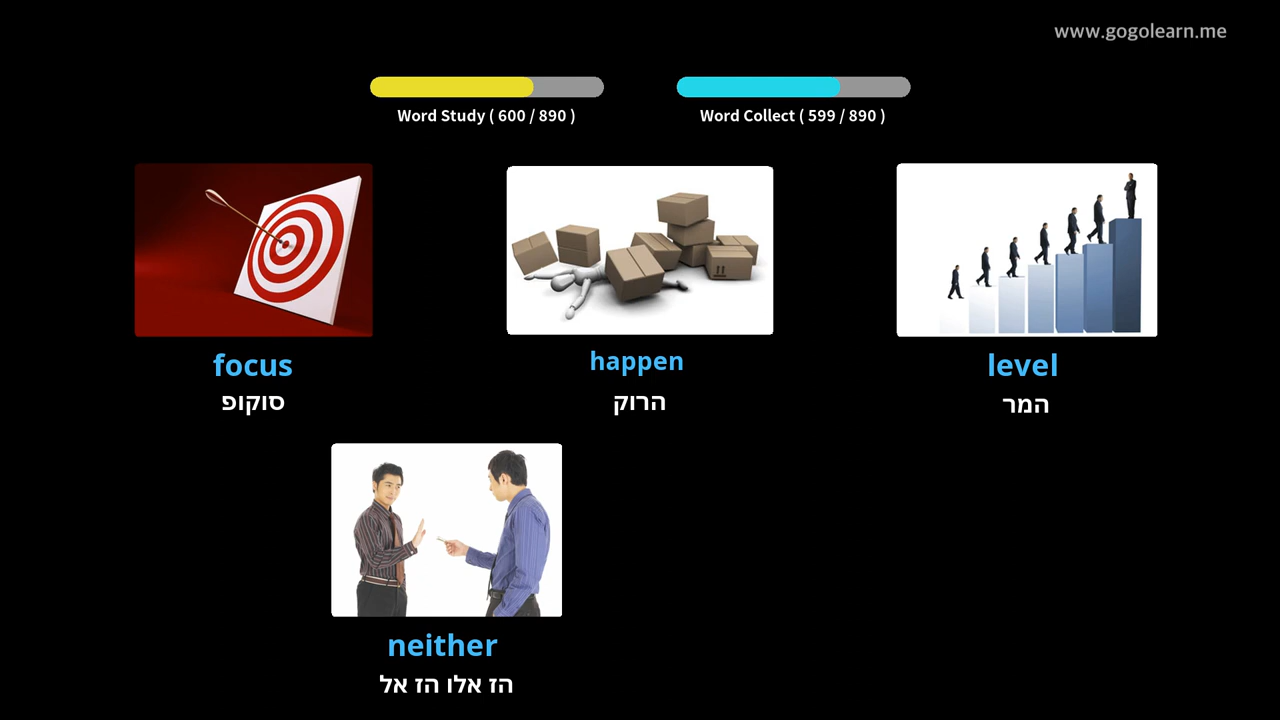 www.gogolearn.me
Word Study ( 600 / 890 )
Word Collect ( 599 / 890 )
focus
סוקופ
happen
הרוק
level
המר
neither
הז אלו הז אל